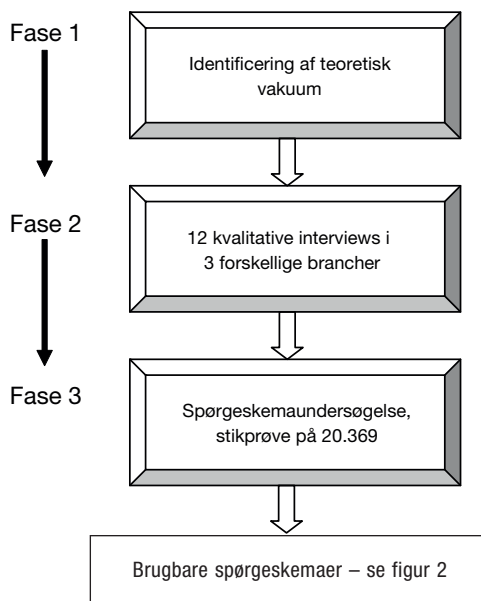 Fase 1
Identificering af teoretisk
vakuum
Fase 2
12 kvalitative interviews i
3 forskellige brancher
Fase 3
Spørgeskemaundersøgelse,
stikprøve på 20.369
Brugbare spørgeskemaer – se figur 2